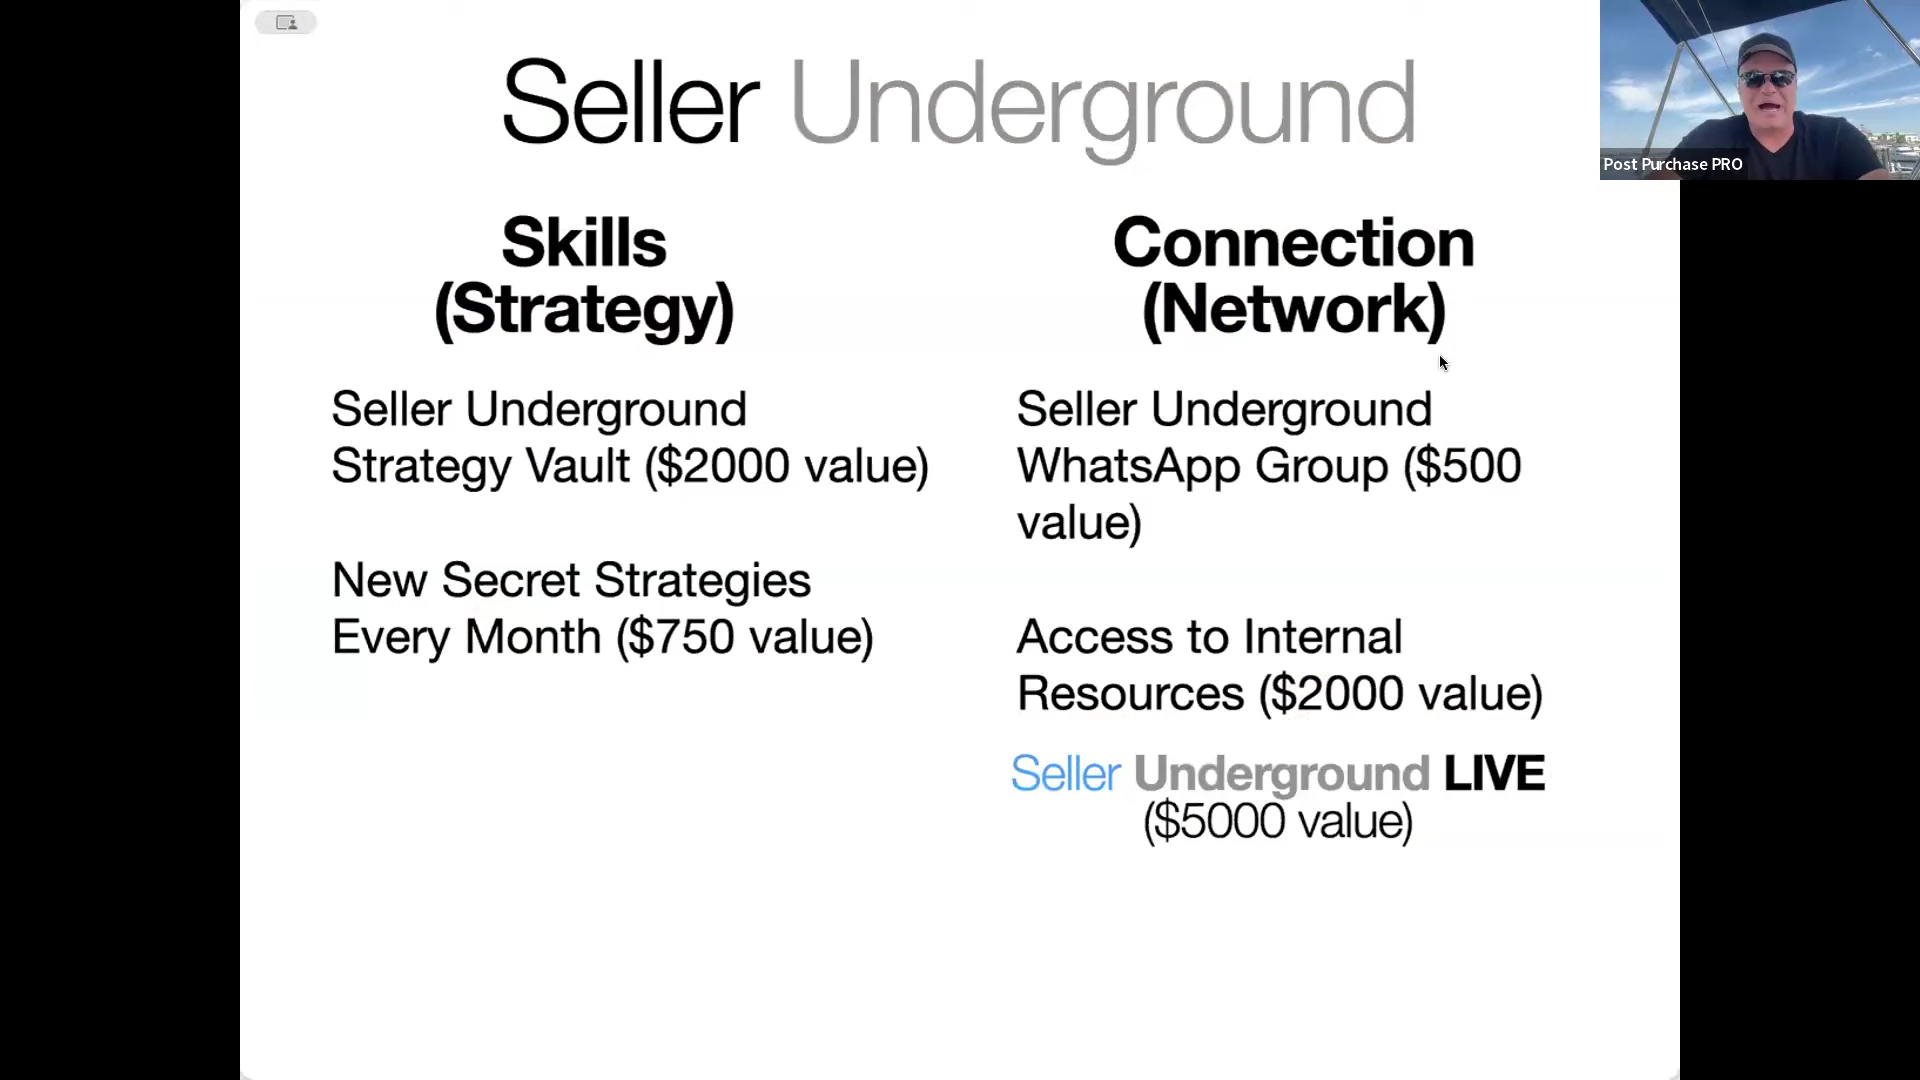 Seller Underground
Skills
(Strategy)
Seller Underground
Strategy Vault ($2000 value)
New Secret Strategies
Every Month ($750 value)
Connection
(Network)
Seller Underground
WhatsApp Group ($500
value)
Access to Internal
Resources ($2000 value)
Seller Underground LIVE
($5000 value)
Post Purchase PRO